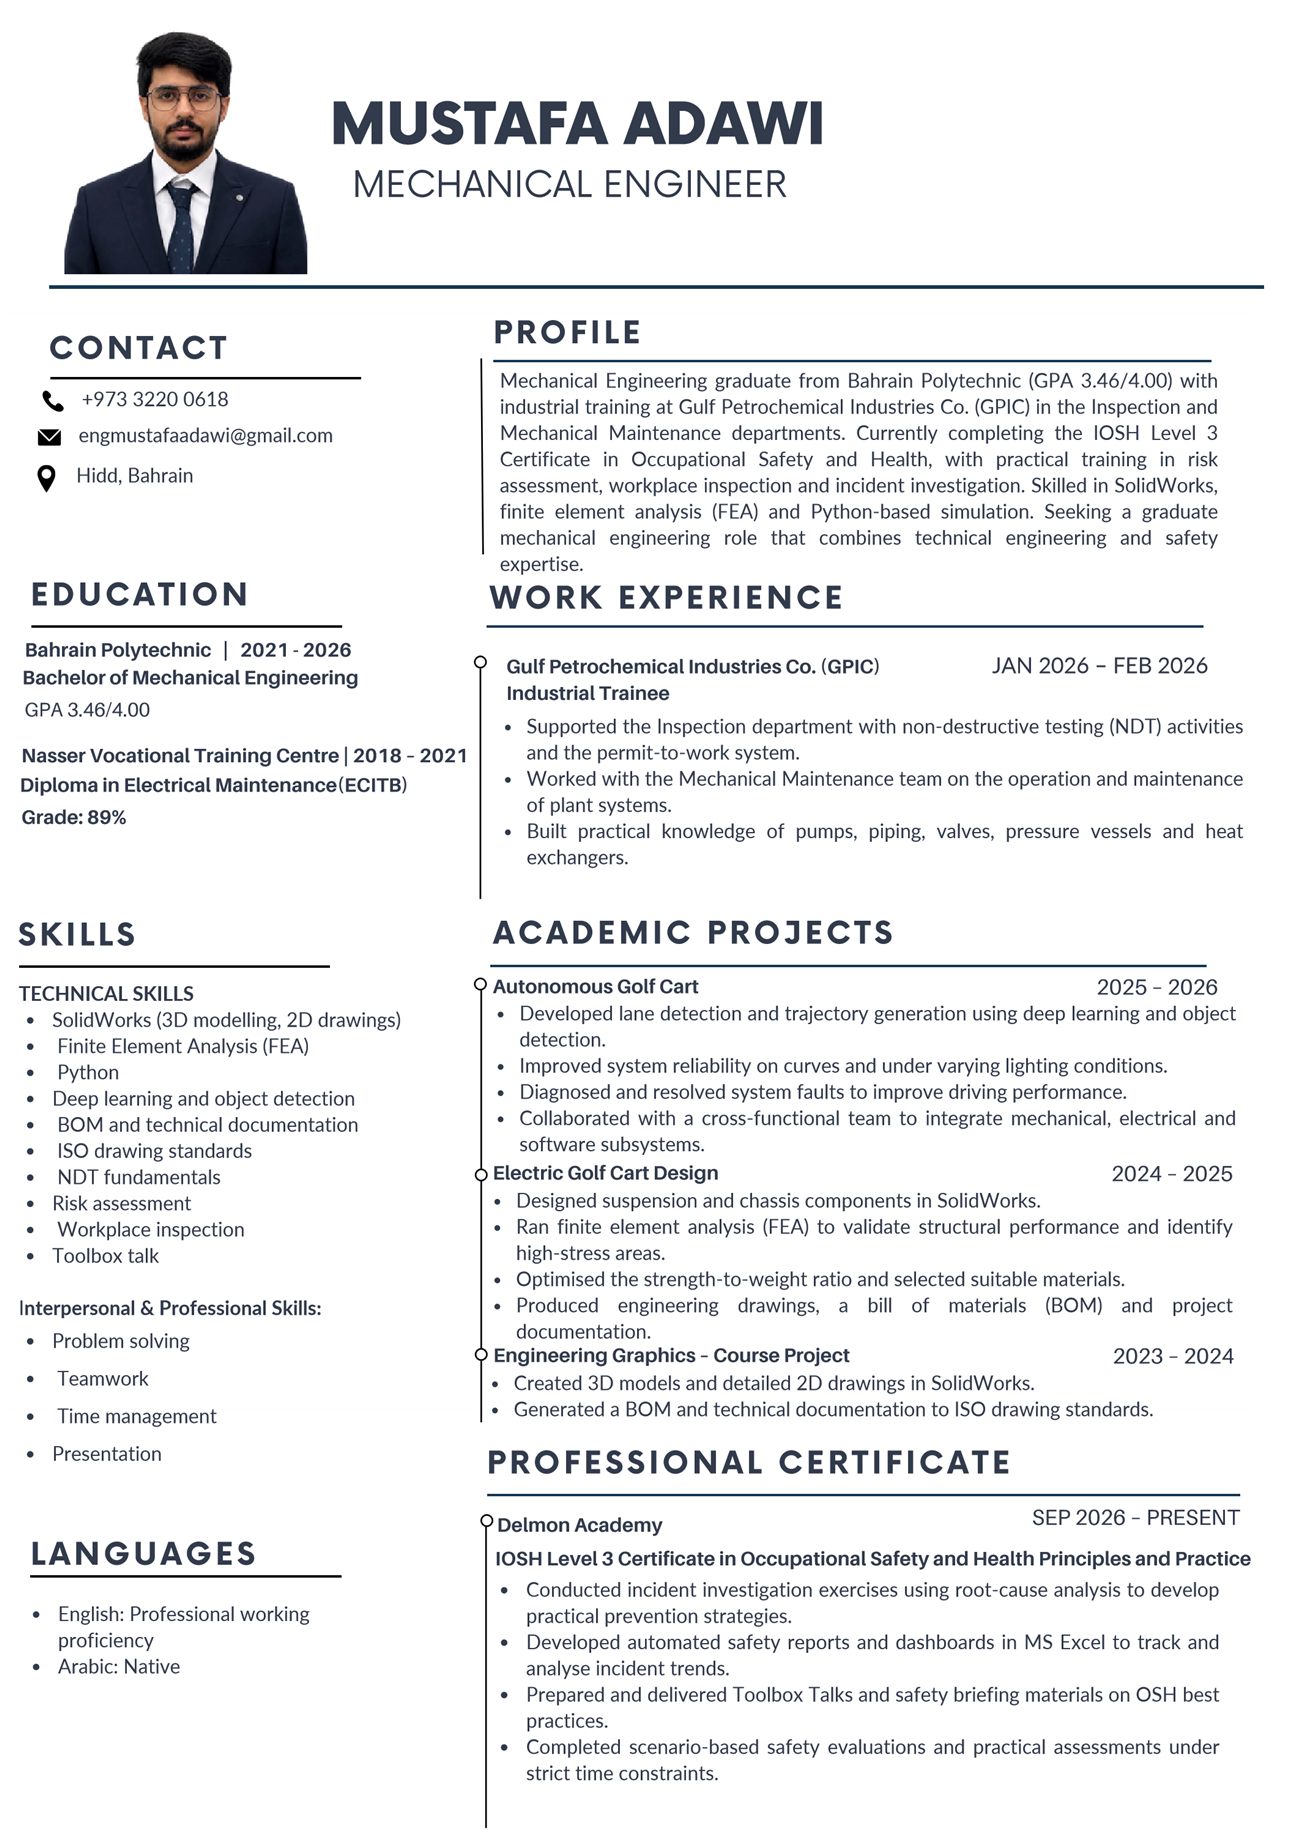 MUSTAFA ADAWI
MECHANICAL ENGINEER
CONTACT
+973 3220 0618
engmustafaadawi@gmail.com
Hidd, Bahrain
EDUCATION
Bahrain Polytechnic | 2021 - 2026
Bachelor of Mechanical Engineering
GPA 3.46/4.00
Nasser Vocational Training Centre | 2018 – 2021
Diploma in Electrical Maintenance(ECITB)
Grade: 89%
SKILLS
TECHNICAL SKILLS
• SolidWorks (3D modelling, 2D drawings)
• Finite Element Analysis (FEA)
• Python
• Deep learning and object detection
• BOM and technical documentation
• ISO drawing standards
• NDT fundamentals
• Risk assessment
• Workplace inspection
• Toolbox talk
Interpersonal & Professional Skills:
• Problem solving
• Teamwork
• Time management
• Presentation
LANGUAGES
• English: Professional working
proficiency
• Arabic: Native
PROFILE
Mechanical Engineering graduate from Bahrain Polytechnic (GPA 3.46/4.00) with
industrial training at Gulf Petrochemical Industries Co. (GPIC) in the Inspection and
Mechanical Maintenance departments. Currently completing the IOSH Level 3
Certificate in Occupational Safety and Health, with practical training in risk
assessment, workplace inspection and incident investigation. Skilled in SolidWorks,
finite element analysis (FEA) and Python-based simulation. Seeking a graduate
mechanical engineering role that combines technical engineering and safety
expertise.
WORK EXPERIENCE
Gulf Petrochemical Industries Co. (GPIC) JAN 2026 – FEB 2026
Industrial Trainee
• Supported the Inspection department with non-destructive testing (NDT) activities
and the permit-to-work system.
• Worked with the Mechanical Maintenance team on the operation and maintenance
of plant systems.
• Built practical knowledge of pumps, piping, valves, pressure vessels and heat
exchangers.
ACADEMIC PROJECTS
Autonomous Golf Cart 2025 – 2026
• Developed lane detection and trajectory generation using deep learning and object
detection.
• Improved system reliability on curves and under varying lighting conditions.
• Diagnosed and resolved system faults to improve driving performance.
• Collaborated with a cross-functional team to integrate mechanical, electrical and
software subsystems.
Electric Golf Cart Design 2024 – 2025
• Designed suspension and chassis components in SolidWorks.
• Ran finite element analysis (FEA) to validate structural performance and identify
high-stress areas.
• Optimised the strength-to-weight ratio and selected suitable materials.
• Produced engineering drawings, a bill of materials (BOM) and project
documentation.
Engineering Graphics – Course Project 2023 – 2024
• Created 3D models and detailed 2D drawings in SolidWorks.
• Generated a BOM and technical documentation to ISO drawing standards.
PROFESSIONAL CERTIFICATE
Delmon Academy SEP 2026 – PRESENT
IOSH Level 3 Certificate in Occupational Safety and Health Principles and Practice
• Conducted incident investigation exercises using root-cause analysis to develop
practical prevention strategies.
• Developed automated safety reports and dashboards in MS Excel to track and
analyse incident trends.
• Prepared and delivered Toolbox Talks and safety briefing materials on OSH best
practices.
• Completed scenario-based safety evaluations and practical assessments under
strict time constraints.